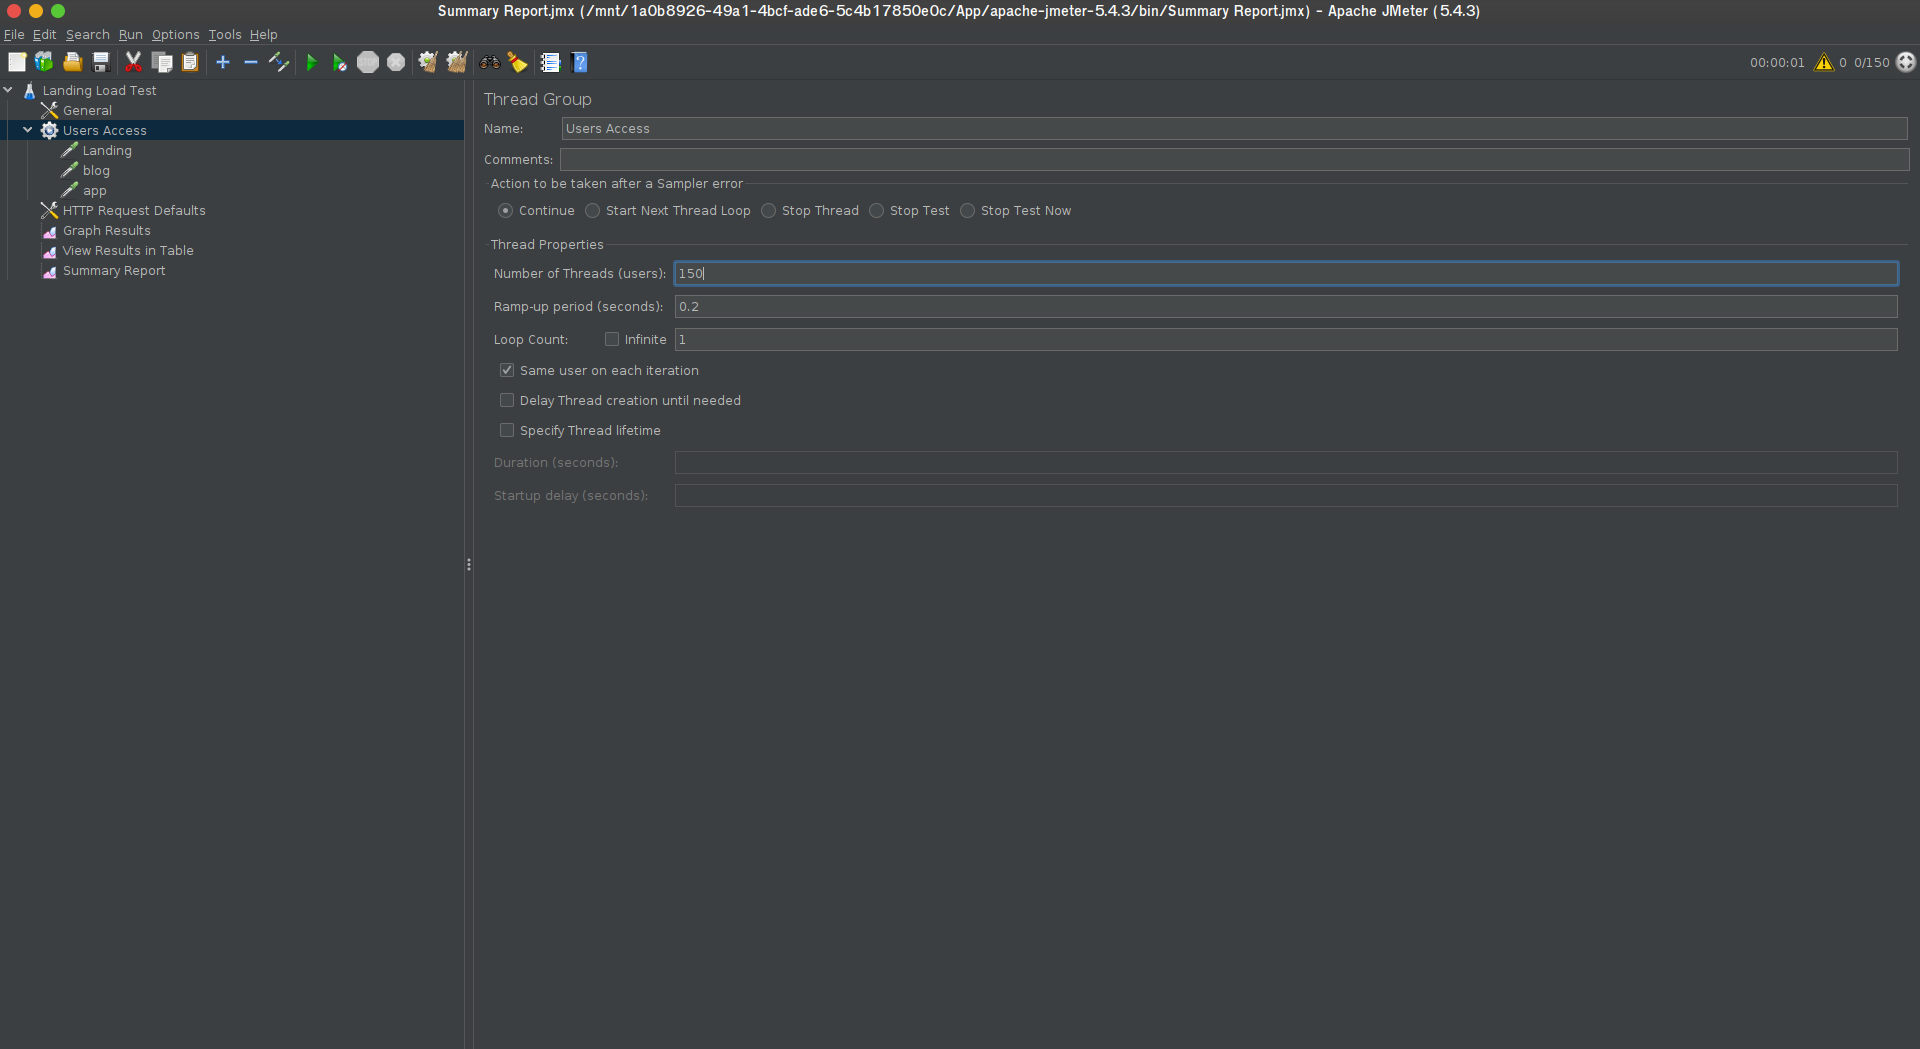 Summary Report.jmx (/mnt/1a0b8926-49a1-4bcf-ade6-5c4b17850e0c/App/apache-jmeter-5.4.3/bin/Summary Report.jmx) - Apache JMeter (5.4.3)
File Edit Search Run Options Tools Help
STOP
00:00:01 0 0/150
Landing Load Test
General
Users Access
Landing
blog
app
HTTP Request Defaults
Graph Results
View Results in Table
Summary Report
Thread Group
Name: Users Access
Comments:
Action to be taken after a Sampler error
Continue Start Next Thread Loop Stop Thread Stop Test Stop Test Now
Thread Properties
Number of Threads (users): 150
Ramp-up period (seconds): 0.2
Loop Count: Infinite 1
Same user on each iteration
Delay Thread creation until needed
Specify Thread lifetime
Duration (seconds):
Startup delay (seconds):